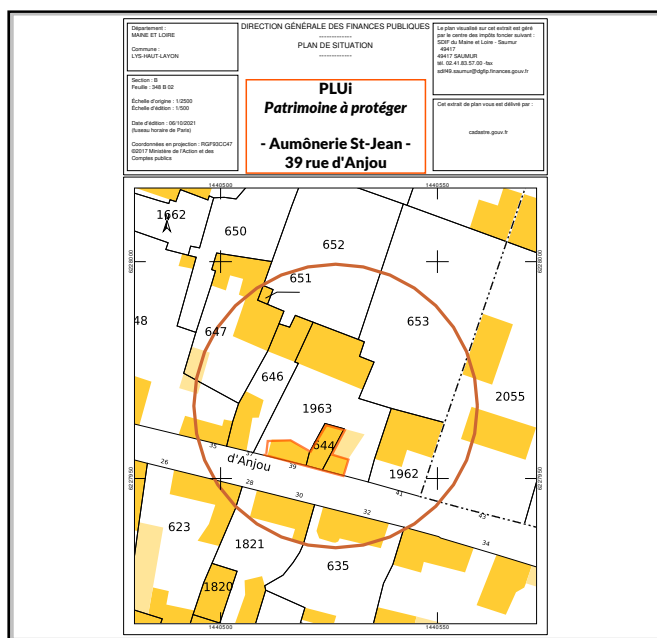 Département :
MAINE ET LOIRE
Commune :
LYS-HAUT-LAYON
Section : B
Feuille : 348 B 02
Échelle d'origine : 1/2500
Échelle d'édition : 1/500
Date d'édition : 06/10/2021
(fuseau horaire de Paris)
Coordonnées en projection : RGF93CC47
©2017 Ministère de l'Action et des
Comptes publics
DIRECTION GÉNÉRALE DES FINANCES PUBLIQUES
-------------
PLAN DE SITUATION
-------------
PLUi
Patrimoine à protéger
- Aumônerie St-Jean -
39 rue d'Anjou
Le plan visualisé sur cet extrait est géré
par le centre des impôts foncier suivant :
SDIF du Maine et Loire - Saumur
49417
49417 SAUMUR
tél. 02.41.83.57.00 -fax
sdif49.saumur@dgfip.finances.gouv.fr
Cet extrait de plan vous est délivré par :
cadastre.gouv.fr
1440500
1440550
6228000
6228000
1662
650
652
651
653
48
647
646
2055
1963
644
35
37
d'Anjou
39
1962
41
43
6227950
6227950
26
28
30
32
34
623
1821
635
1820
1440500
1440550